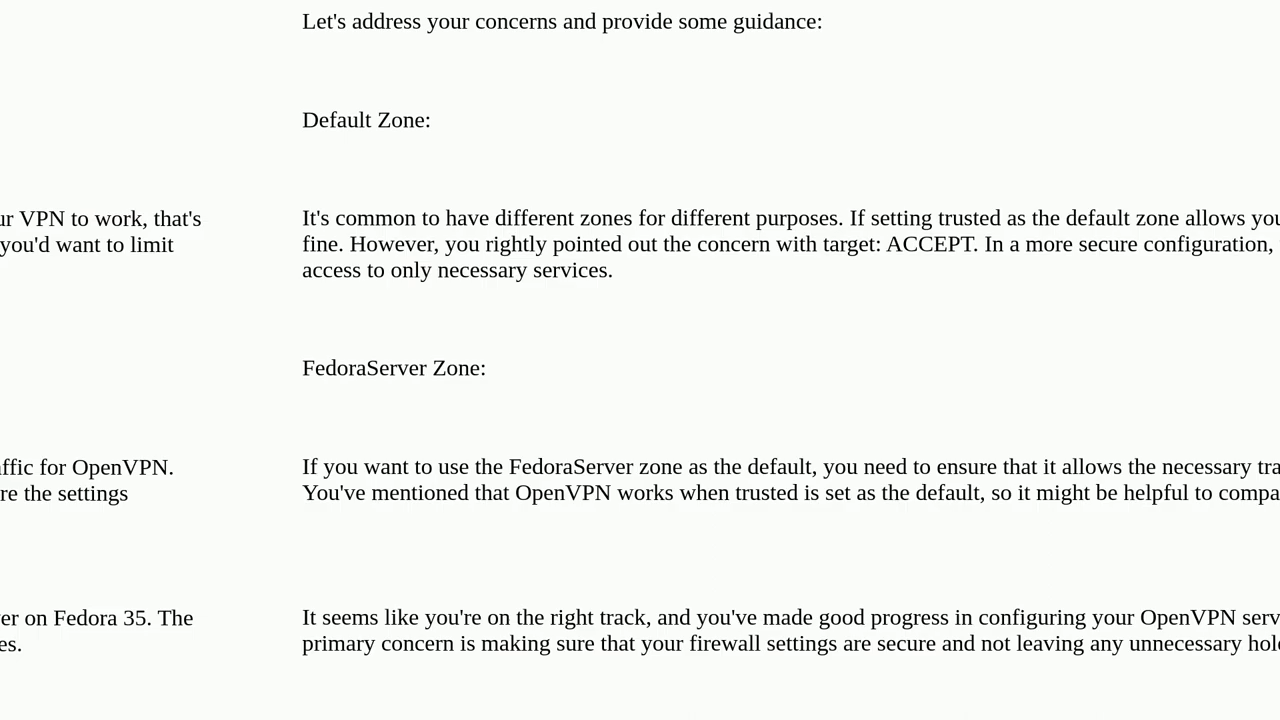 Let's address your concerns and provide some guidance:
Default Zone:
It's common to have different zones for different purposes. If setting trusted as the default zone allows you
ur VPN to work, that's
fine. However, you rightly pointed out the concern with target: ACCEPT. In a more secure configuration,
you'd want to limit
access to only necessary services.
FedoraServer Zone:
If you want to use the FedoraServer zone as the default, you need to ensure that it allows the necessary tra
affic for OpenVPN.
You've mentioned that OpenVPN works when trusted is set as the default, so it might be helpful to compa
re the settings
It seems like you're on the right track, and you've made good progress in configuring your OpenVPN serv
er on Fedora 35. The
primary concern is making sure that your firewall settings are secure and not leaving any unnecessary hol
es.